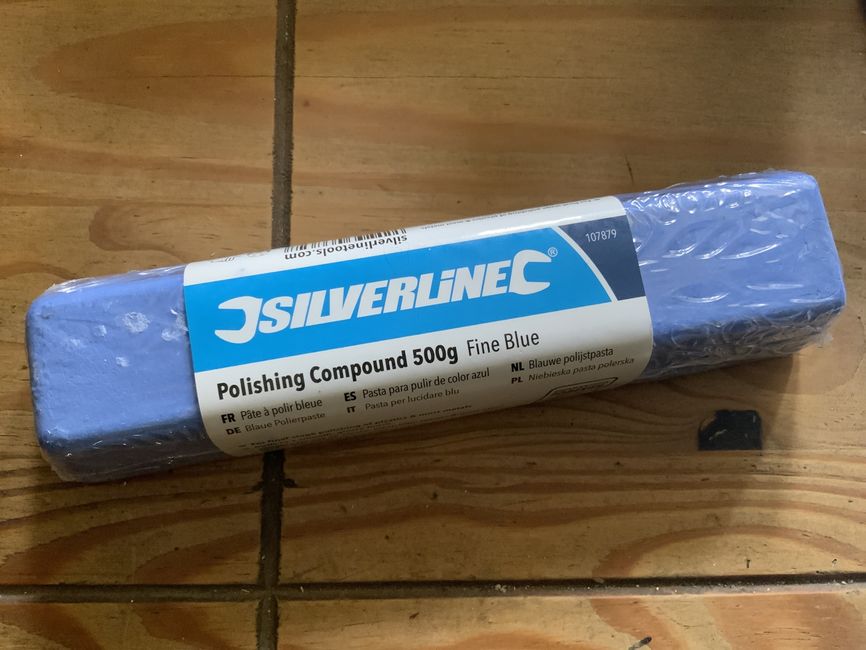 silverlinetools.com
107879
SILVERLINE®
Polishing Compound 500g Fine Blue
FR Pâte à polir bleue
DE Blaue Polierpaste
ES Pasta para pulir de color azul
IT Pasta per lucidare blu
NL Blauwe polijstpasta
PL Niebieska pasta polerska